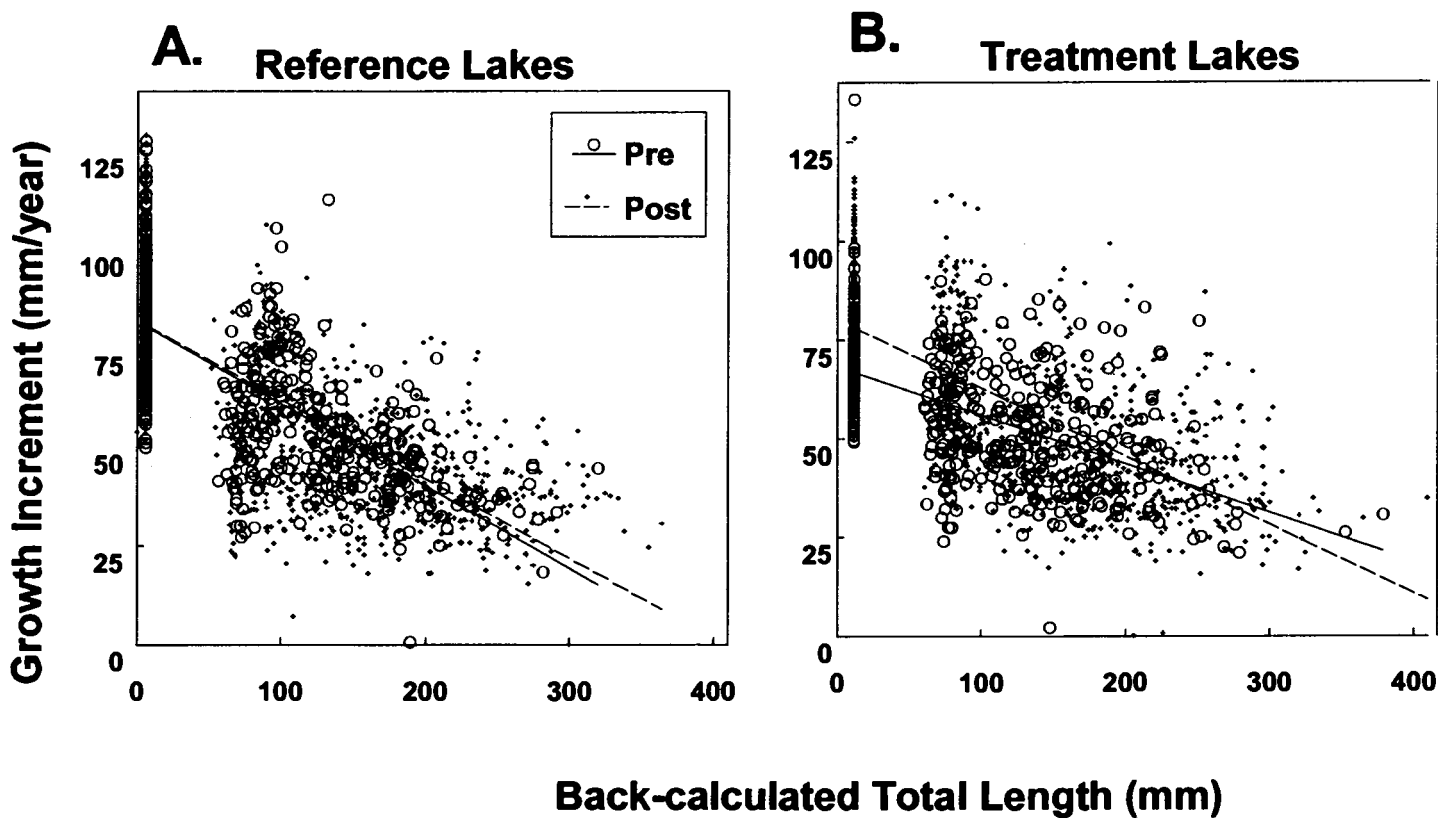 A.
Reference Lakes
B.
Treatment Lakes
Growth Increment (mm/year)
125
100
75
50
25
0
Pre
Post
0 100 200 300 400
125
100
75
50
25
0
0 100 200 300 400
Back-calculated Total Length (mm)